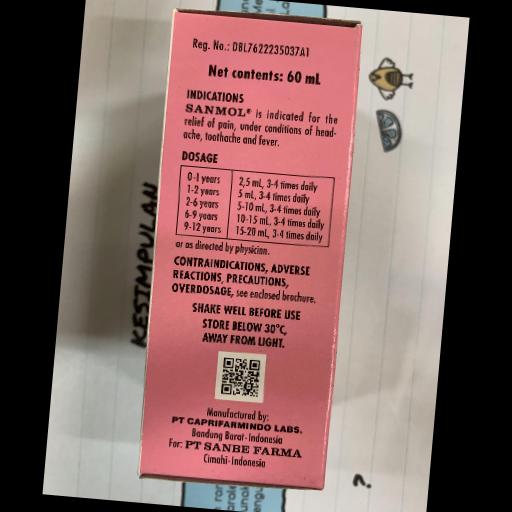 Reg. No.: DBL7622235037A1
Net contents: 60 mL
INDICATIONS
SANMOL® is indicated for the
relief of pain, under conditions of head-
ache, toothache and fever.
DOSAGE
0-1 years 2,5 mL, 3-4 times daily
1-2 years 5 mL, 3-4 times daily
2-6 years 5-10 mL, 3-4 times daily
6-9 years 10-15 mL, 3-4 times daily
9-12 years 15-20 mL, 3-4 times daily
or as directed by physician.
CONTRAINDICATIONS, ADVERSE
REACTIONS, PRECAUTIONS,
OVERDOSAGE, see enclosed brochure.
SHAKE WELL BEFORE USE
STORE BELOW 30°C,
AWAY FROM LIGHT.
Manufactured by:
PT CAPRIFARMINDO LABS.
Bandung Barat-Indonesia
For: PT SANBE FARMA
Cimahi-Indonesia
KESIMPULAN
?